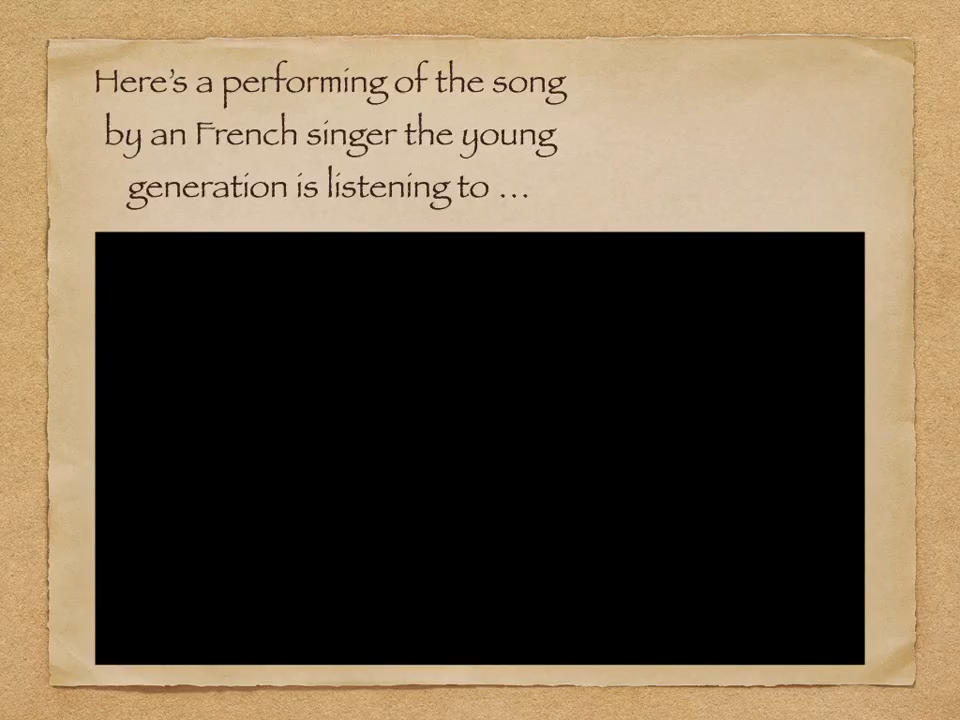 Here's a performing of the song
by an French singer the young
generation is listening to ...